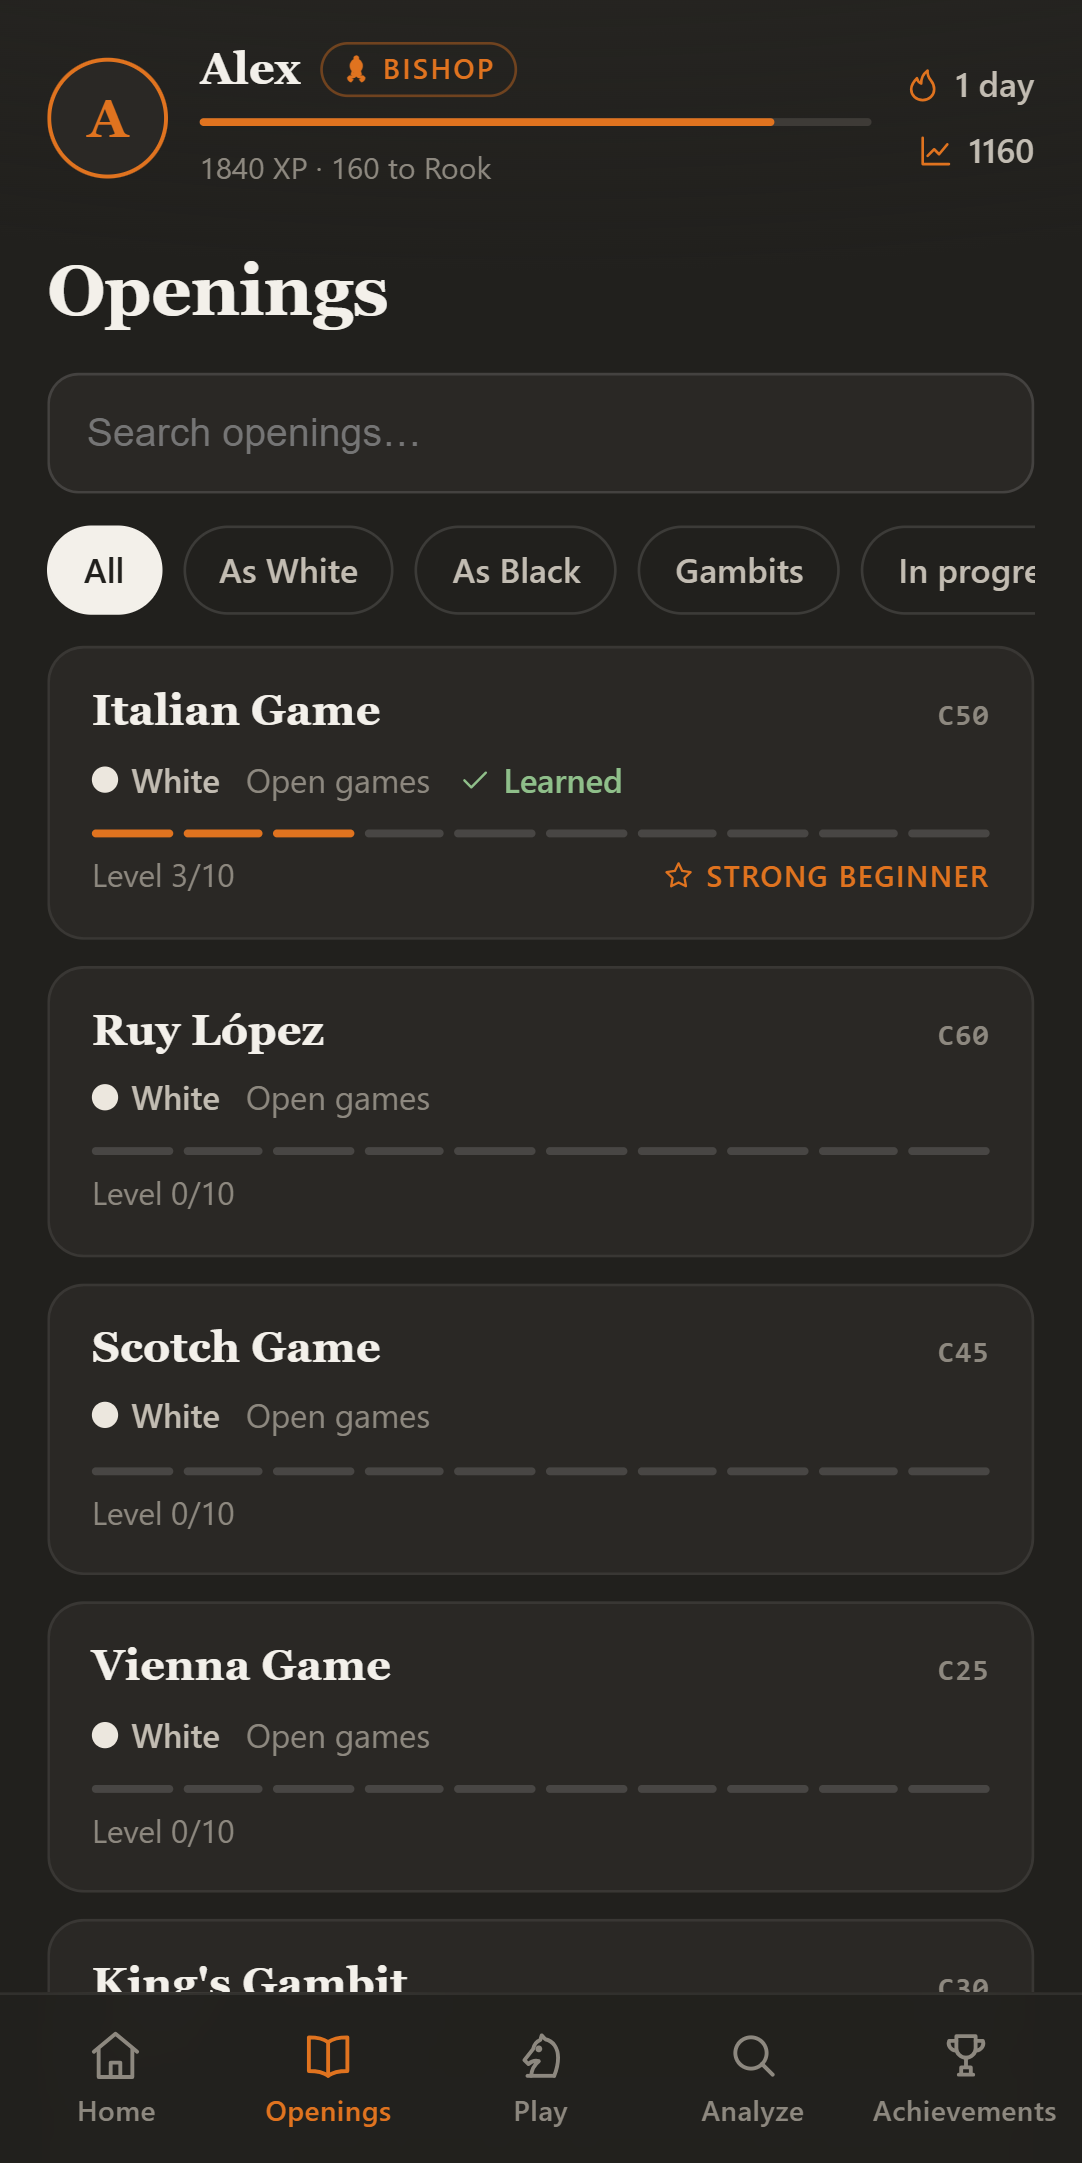 Alex BISHOP
1 day
A
1840 XP · 160 to Rook
1160
Openings
Search openings…
All As White As Black Gambits In progre
Italian Game C50
White Open games Learned
Level 3/10 STRONG BEGINNER
Ruy López C60
White Open games
Level 0/10
Scotch Game C45
White Open games
Level 0/10
Vienna Game C25
White Open games
Level 0/10
King's Gambit C30
Home Openings Play Analyze Achievements